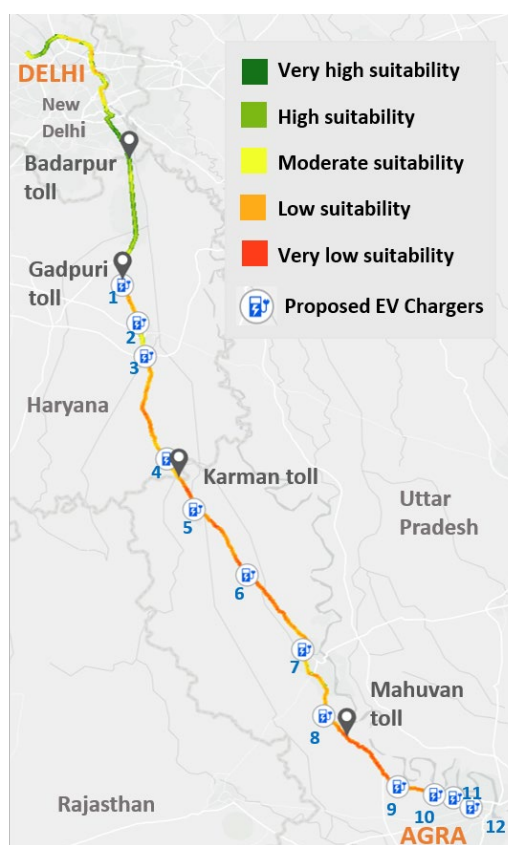 DELHI
New
Delhi
Badarpur
toll
Very high suitability
High suitability
Moderate suitability
Low suitability
Very low suitability
Proposed EV Chargers
Gadpuri
toll
1
2
3
Haryana
4
Karman toll
5
Uttar
Pradesh
6
7
Mahuvan
toll
8
Rajasthan
9
10
11
12
AGRA